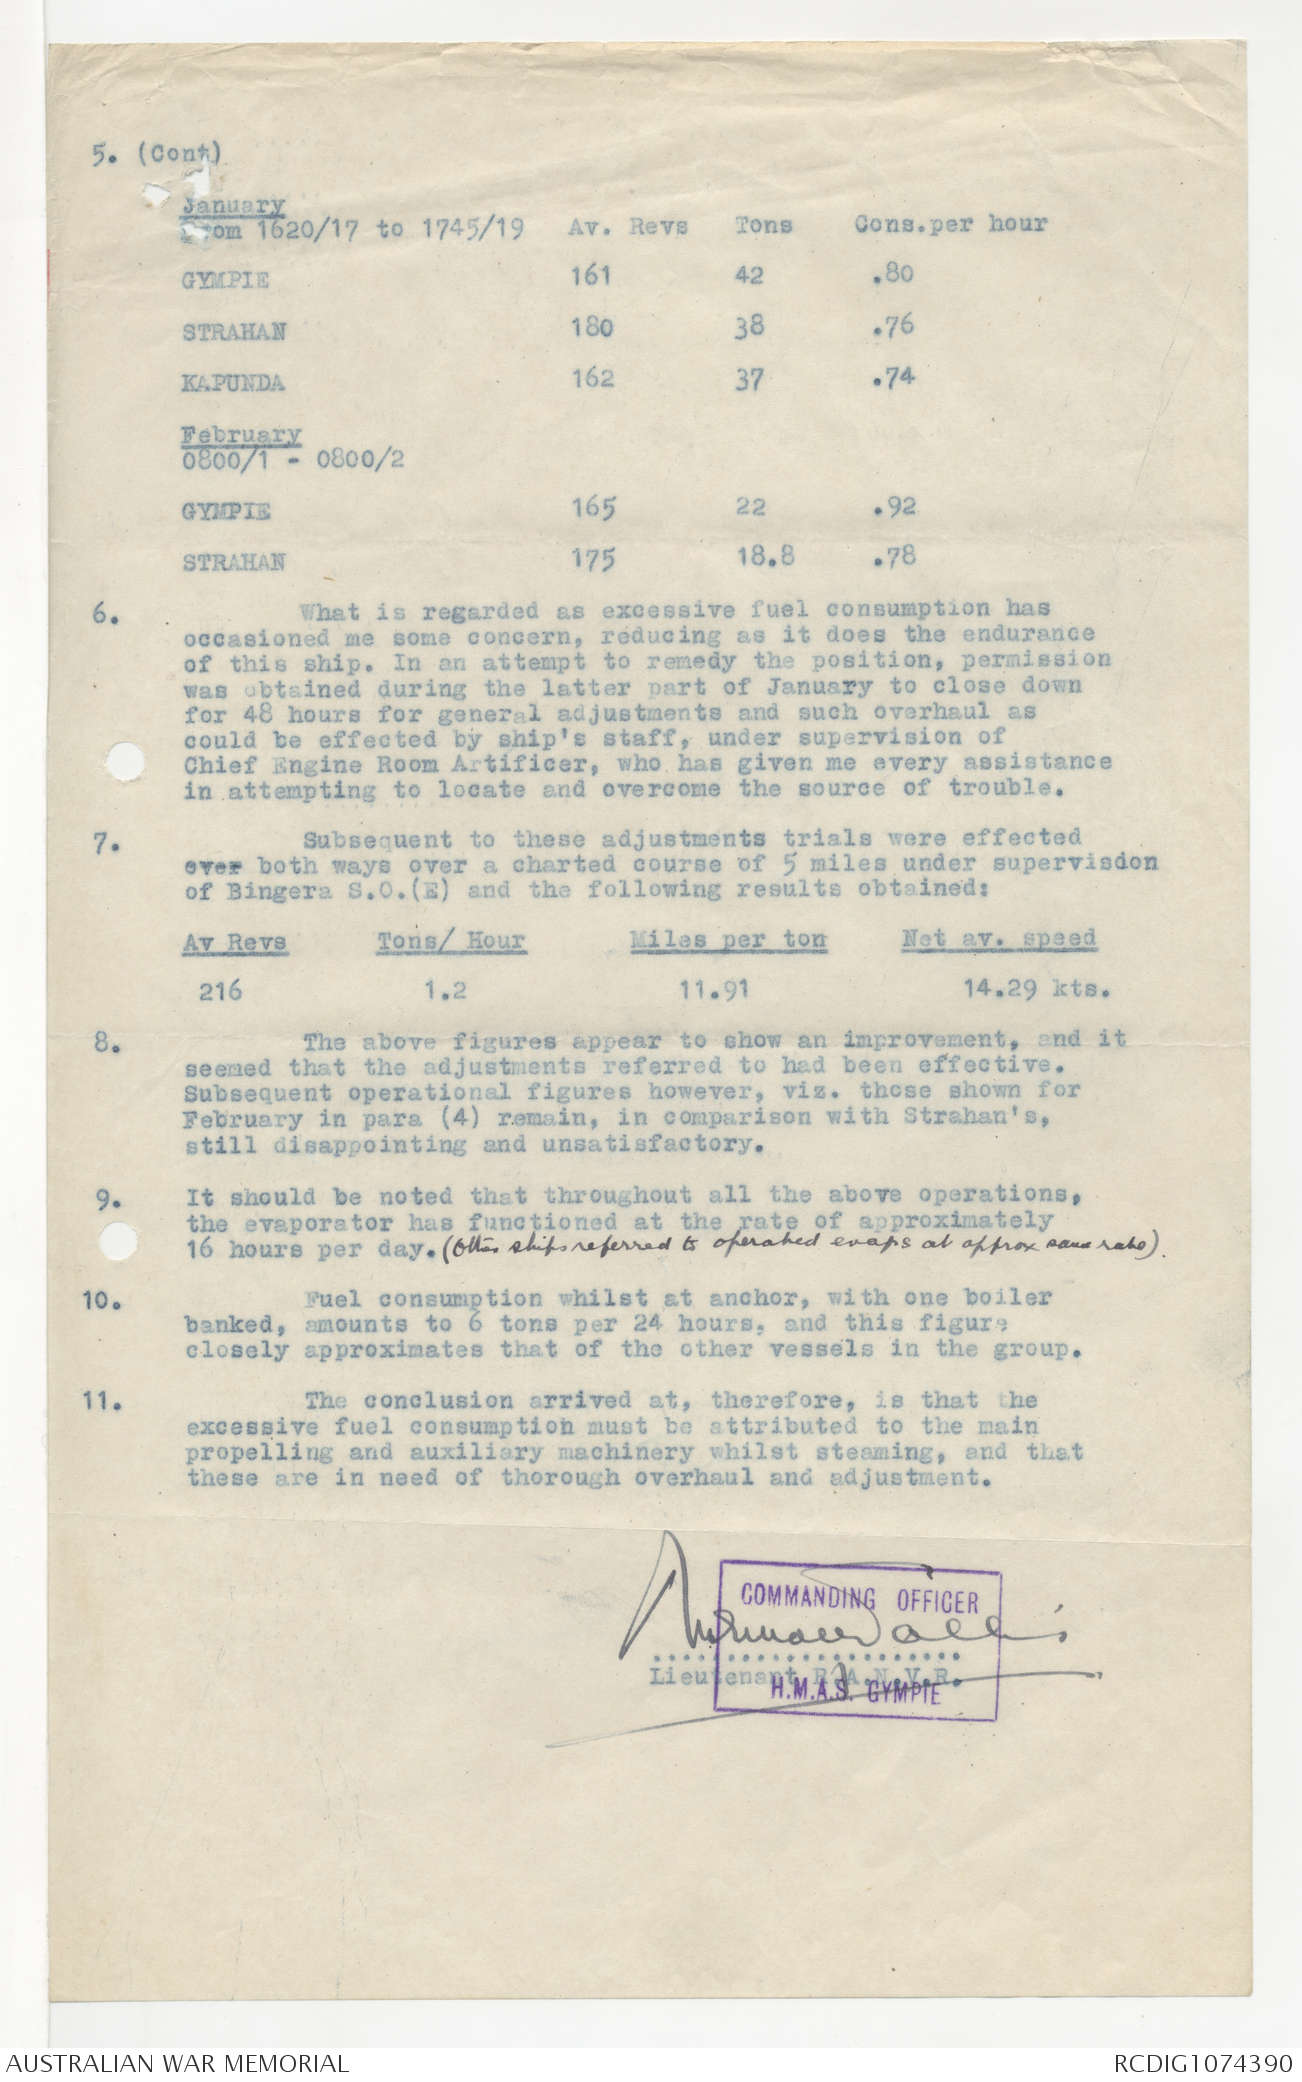 5. (Cont)
January
From 1620/17 to 1745/19 Av. Revs Tons Cons.per hour
GYMPIE 161 42 .80
STRAHAN 180 38 .76
KAPUNDA 162 37 .74
February
0800/1 - 0800/2
GYMPIE 165 22 .92
STRAHAN 175 18.8 .78
6. What is regarded as excessive fuel consumption has
occasioned me some concern, reducing as it does the endurance
of this ship. In an attempt to remedy the position, permission
was obtained during the latter part of January to close down
for 48 hours for general adjustments and such overhaul as
could be effected by ship's staff, under supervision of
Chief Engine Room Artificer, who has given me every assistance
in attempting to locate and overcome the source of trouble.
7. Subsequent to these adjustments trials were effected
over both ways over a charted course of 5 miles under supervision
of Bingera S.O.(E) and the following results obtained:
Av Revs Tons/ Hour Miles per ton Net av. speed
216 1.2 11.91 14.29 kts.
8. The above figures appear to show an improvement, and it
seemed that the adjustments referred to had been effective.
Subsequent operational figures however, viz. those shown for
February in para (4) remain, in comparison with Strahan's,
still disappointing and unsatisfactory.
9. It should be noted that throughout all the above operations,
the evaporator has functioned at the rate of approximately
16 hours per day. (Other ships referred to operated evaps at approx same rate).
10. Fuel consumption whilst at anchor, with one boiler
banked, amounts to 6 tons per 24 hours, and this figure
closely approximates that of the other vessels in the group.
11. The conclusion arrived at, therefore, is that the
excessive fuel consumption must be attributed to the main
propelling and auxiliary machinery whilst steaming, and that
these are in need of thorough overhaul and adjustment.
COMMANDING OFFICER
Lieutenant R.A.N.V.R.
H.M.A.S. GYMPIE
AUSTRALIAN WAR MEMORIAL RCDIG1074390